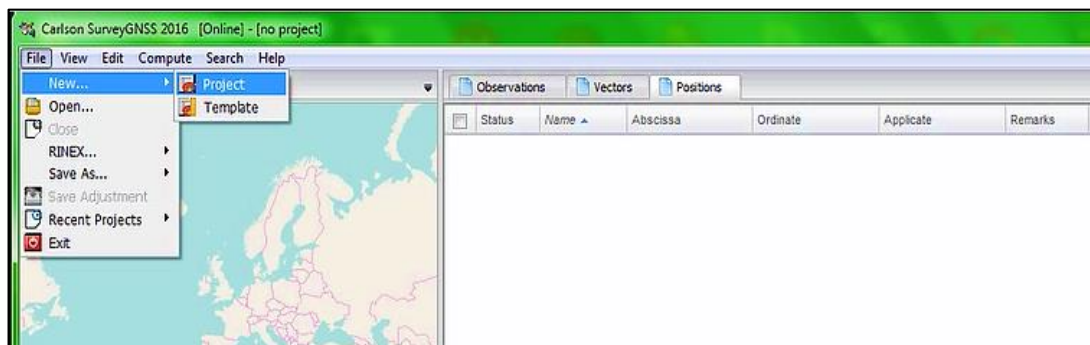 Carlson SurveyGNSS 2016 [Online] - [no project]
File View Edit Compute Search Help
New...
Project
Template
Open...
Close
RINEX...
Save As...
Save Adjustment
Recent Projects
Exit
Observations Vectors Positions
Status Name Abscissa Ordinate Applicate Remarks